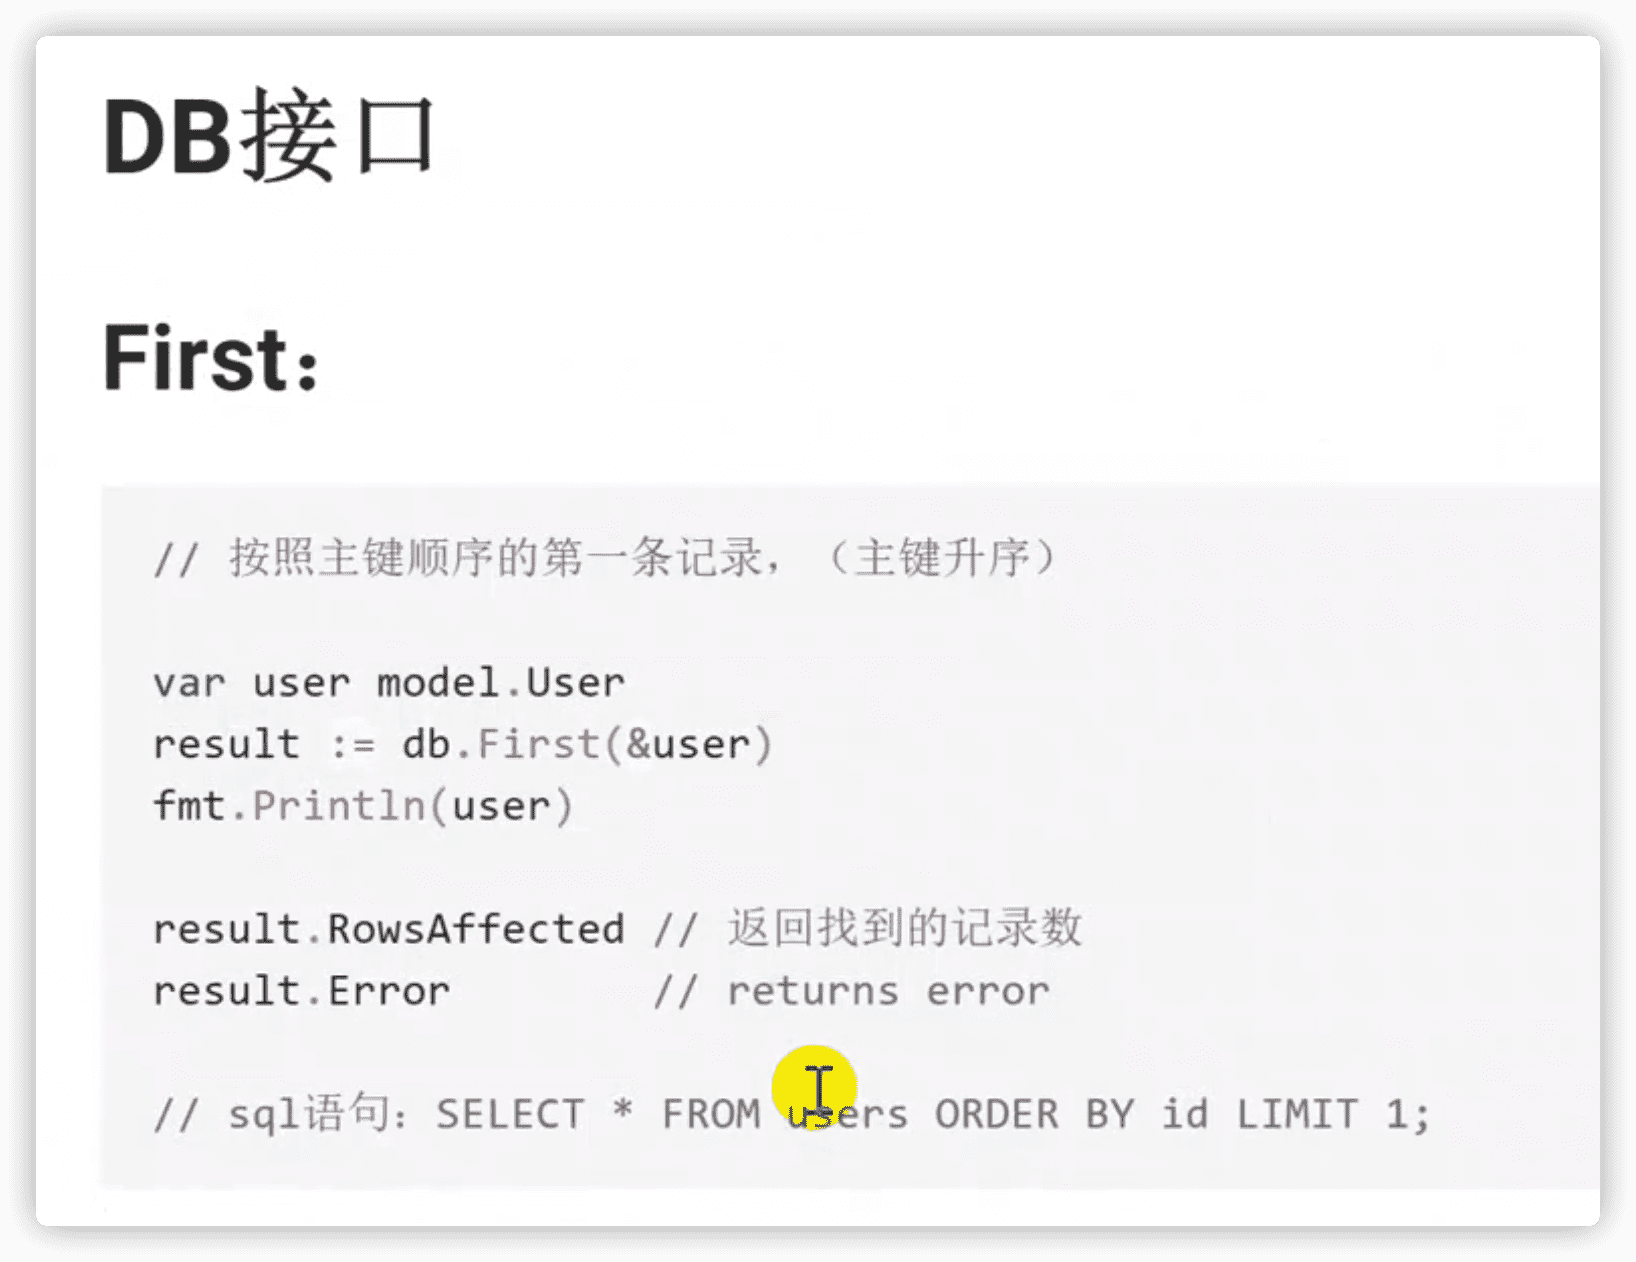 DB接口
First：
// 按照主键顺序的第一条记录，（主键升序）
var user model.User
result := db.First(&user)
fmt.Println(user)
result.RowsAffected // 返回找到的记录数
result.Error // returns error
// sql语句：SELECT * FROM users ORDER BY id LIMIT 1;